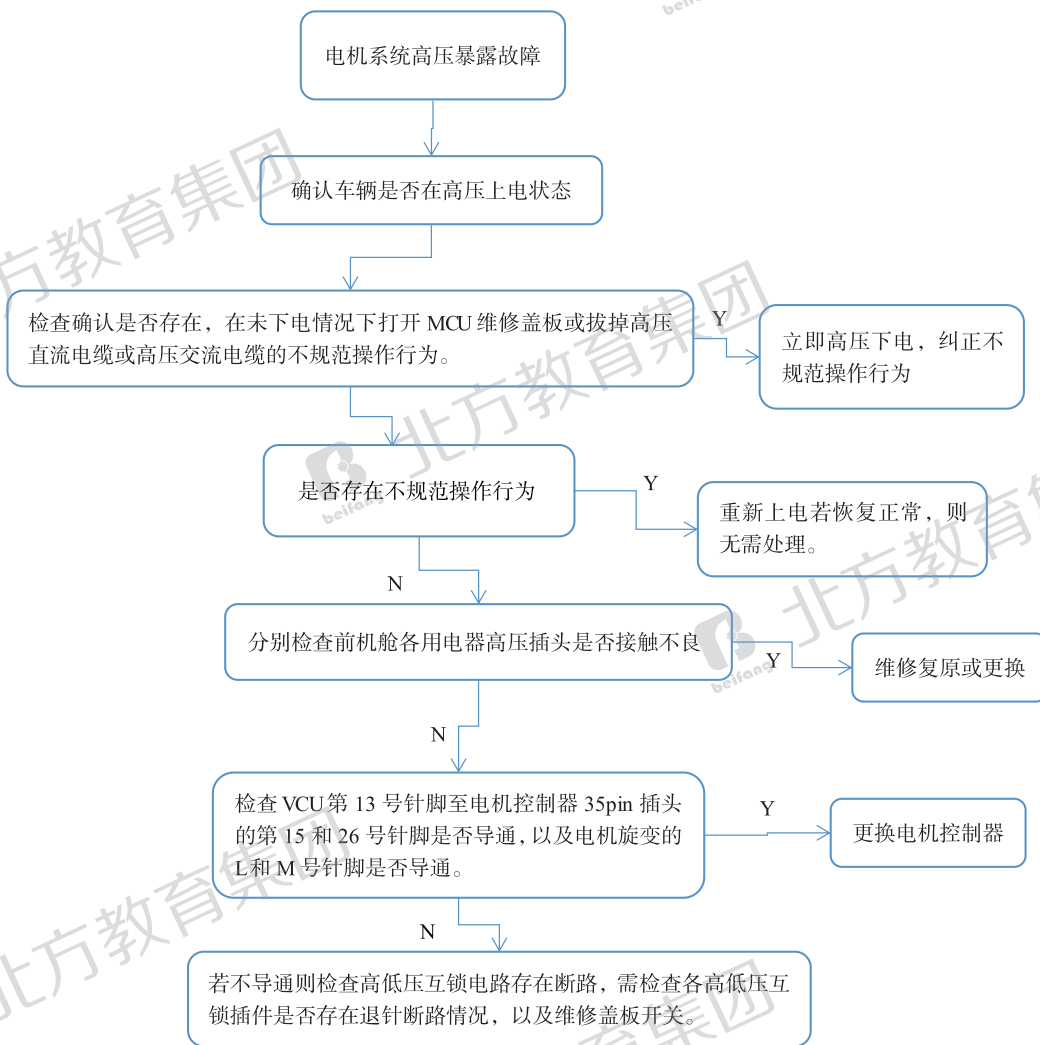 电机系统高压暴露故障
确认车辆是否在高压上电状态
检查确认是否存在，在未下电情况下打开 MCU 维修盖板或拔掉高压
直流电缆或高压交流电缆的不规范操作行为。
Y
立即高压下电，纠正不
规范操作行为
是否存在不规范操作行为
Y
重新上电若恢复正常，则
无需处理。
N
分别检查前机舱各用电器高压插头是否接触不良
Y
维修复原或更换
N
检查 VCU 第 13 号针脚至电机控制器 35pin 插头
的第 15 和 26 号针脚是否导通，以及电机旋变的
L 和 M 号针脚是否导通。
Y
更换电机控制器
N
若不导通则检查高低压互锁电路存在断路，需检查各高低压互
锁插件是否存在退针断路情况，以及维修盖板开关。
方教育集团
北方教育集团
beifang
北方教育
beifang
北方教育集团
育集团